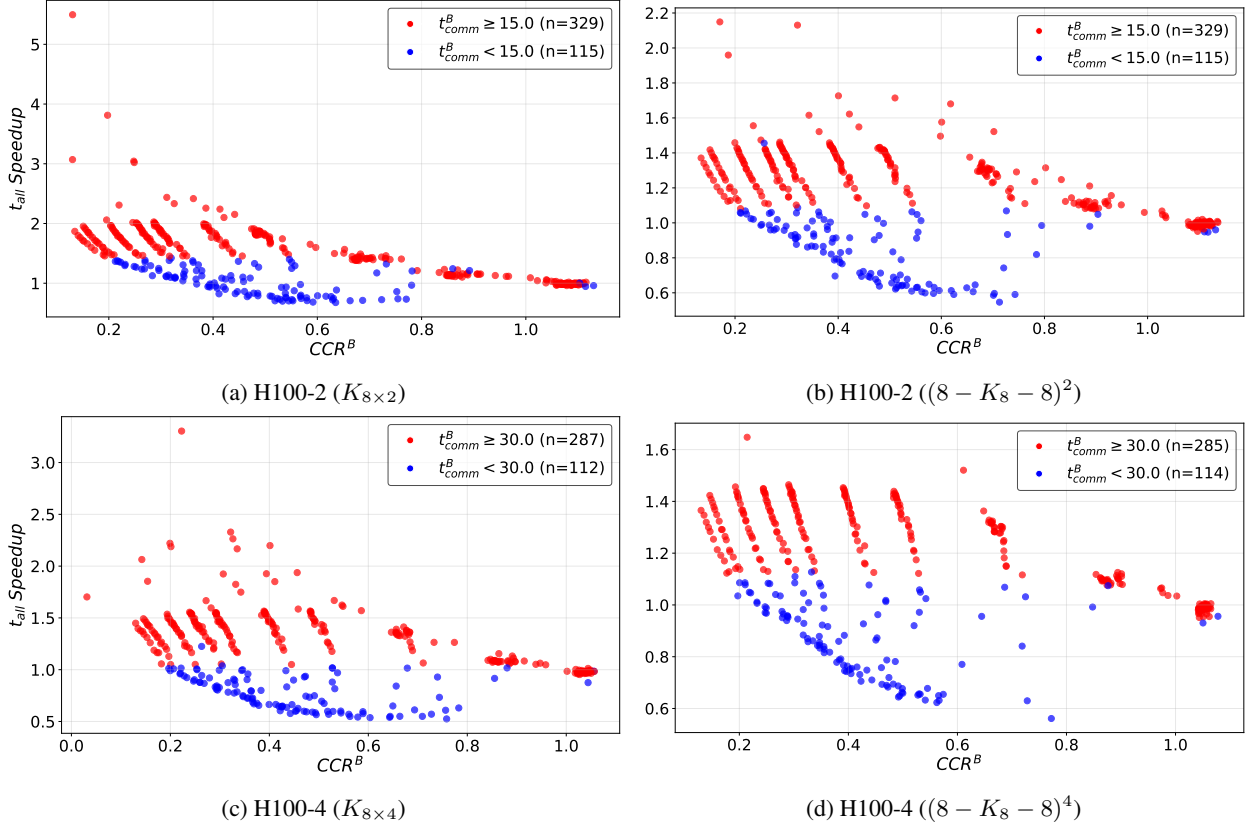 t_all Speedup
5
4
3
2
1
t^B_comm ≥ 15.0 (n=329)
t^B_comm < 15.0 (n=115)
0.2 0.4 0.6 0.8 1.0
CCR^B
(a) H100-2 (K_{8×2})
2.2
2.0
1.8
1.6
1.4
1.2
1.0
0.8
0.6
t^B_comm ≥ 15.0 (n=329)
t^B_comm < 15.0 (n=115)
0.2 0.4 0.6 0.8 1.0
CCR^B
(b) H100-2 ((8 − K_8 − 8)^2)
t_all Speedup
3.0
2.5
2.0
1.5
1.0
0.5
t^B_comm ≥ 30.0 (n=287)
t^B_comm < 30.0 (n=112)
0.0 0.2 0.4 0.6 0.8 1.0
CCR^B
(c) H100-4 (K_{8×4})
1.6
1.4
1.2
1.0
0.8
0.6
t^B_comm ≥ 30.0 (n=285)
t^B_comm < 30.0 (n=114)
0.2 0.4 0.6 0.8 1.0
CCR^B
(d) H100-4 ((8 − K_8 − 8)^4)